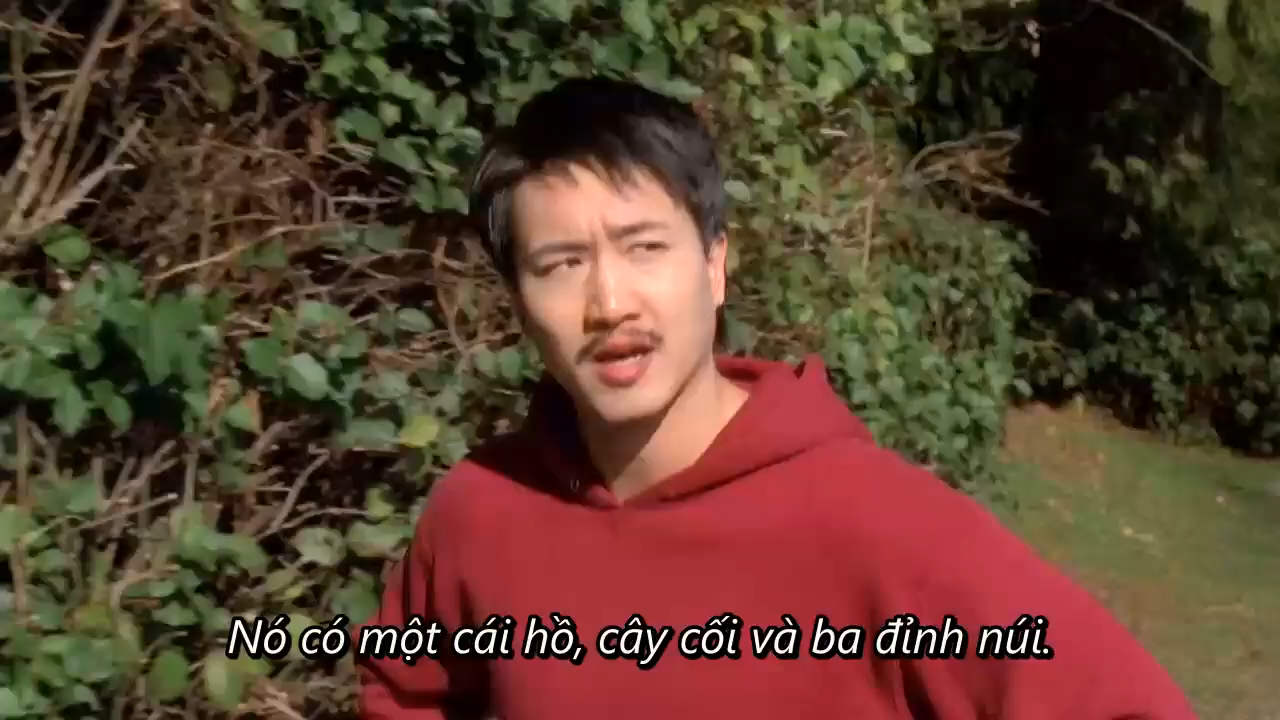 Nó có một cái hồ, cây cối và ba đỉnh núi.